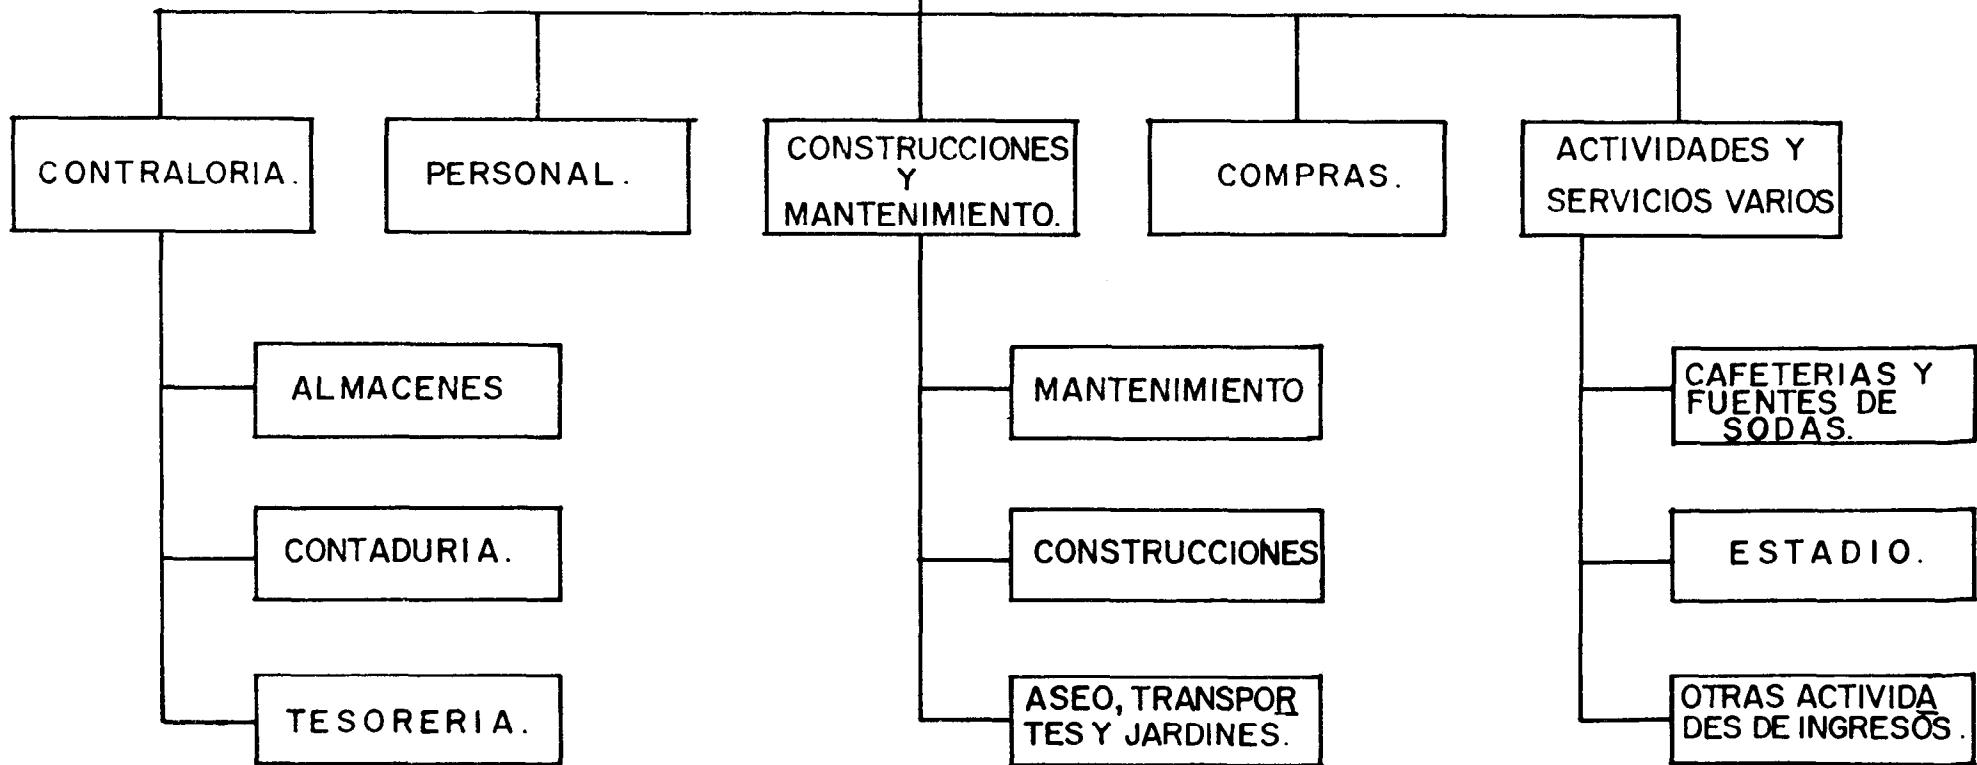 CONTRALORIA.
PERSONAL.
CONSTRUCCIONES
Y
MANTENIMIENTO.
COMPRAS.
ACTIVIDADES Y
SERVICIOS VARIOS
ALMACENES
CONTADURIA.
TESORERIA.
MANTENIMIENTO
CONSTRUCCIONES
ASEO, TRANSPOR
TES Y JARDINES.
CAFETERIAS Y
FUENTES DE
SODAS.
ESTADIO.
OTRAS ACTIVIDA
DES DE INGRESOS.